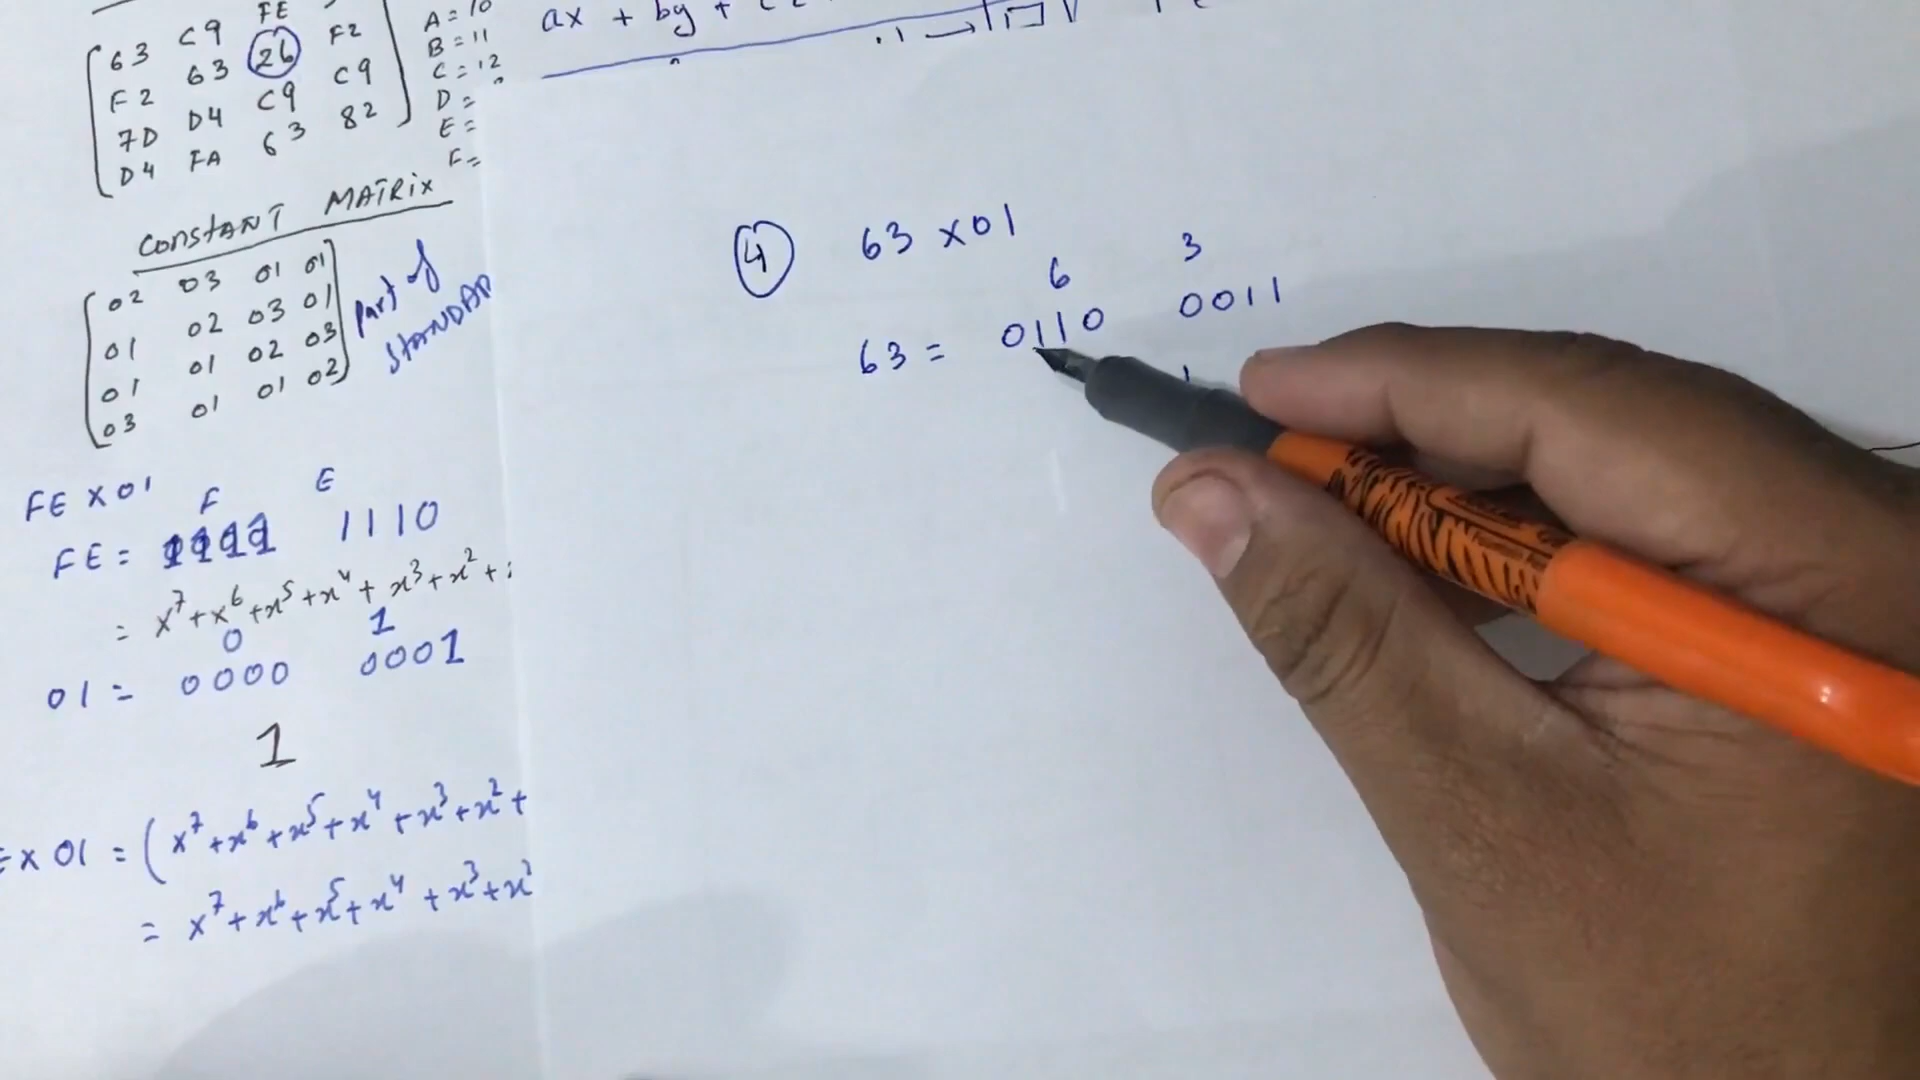 63 C9 FE
F2 63 26 F2
7D D4 C9 C9
D4 FA 63 82
A = 10
B = 11
C = 12
D =
E =
F =
ax + by +
CONSTANT MATRIX
02 03 01 01
01 02 03 01
01 01 02 03
03 01 01 02
Part of
STANDAR
FE X 01
F E
FE = 1111 1110
= x⁷ + x⁶ + x⁵ + x⁴ + x³ + x² +
0 1
01 = 0000 0001
1
X 01 = ( x⁷ + x⁶ + x⁵ + x⁴ + x³ + x² +
= x⁷ + x⁶ + x⁵ + x⁴ + x³ + x²
4 63 X 01
6 3
63 = 0110 0011